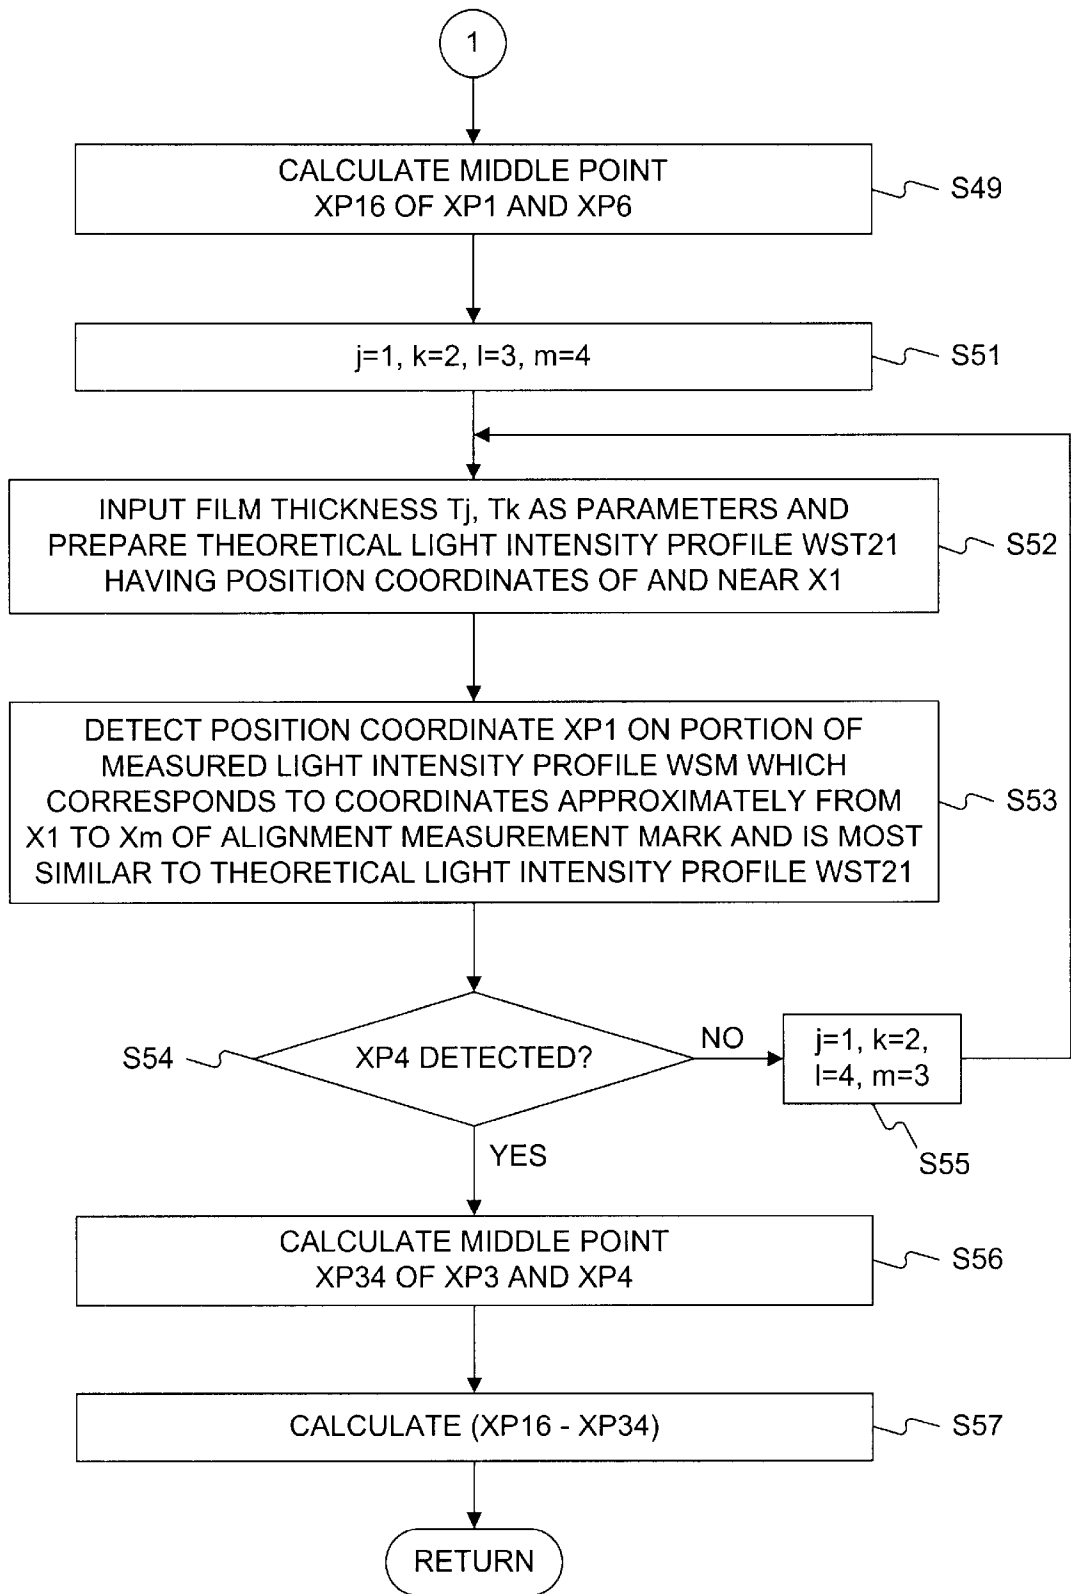 1
CALCULATE MIDDLE POINT
XP16 OF XP1 AND XP6
S49
j=1, k=2, l=3, m=4
S51
INPUT FILM THICKNESS Tj, Tk AS PARAMETERS AND
PREPARE THEORETICAL LIGHT INTENSITY PROFILE WST21
HAVING POSITION COORDINATES OF AND NEAR X1
S52
DETECT POSITION COORDINATE XP1 ON PORTION OF
MEASURED LIGHT INTENSITY PROFILE WSM WHICH
CORRESPONDS TO COORDINATES APPROXIMATELY FROM
X1 TO Xm OF ALIGNMENT MEASUREMENT MARK AND IS MOST
SIMILAR TO THEORETICAL LIGHT INTENSITY PROFILE WST21
S53
S54
XP4 DETECTED?
NO
j=1, k=2,
l=4, m=3
S55
YES
CALCULATE MIDDLE POINT
XP34 OF XP3 AND XP4
S56
CALCULATE (XP16 - XP34)
S57
RETURN